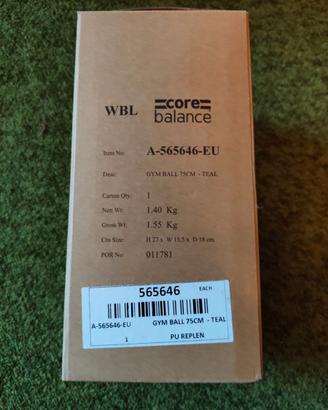 WBL core balance
Item No: A-565646-EU
Desc: GYM BALL 75CM - TEAL
Carton Qty: 1
Nett Wt: 1.40 Kg
Gross Wt: 1.55 Kg
Ctn Size: H 27 x W 15.5 x D 18 cm
POR No: 011781
565646 EACH
A-565646-EU GYM BALL 75CM - TEAL
1 PU REPLEN